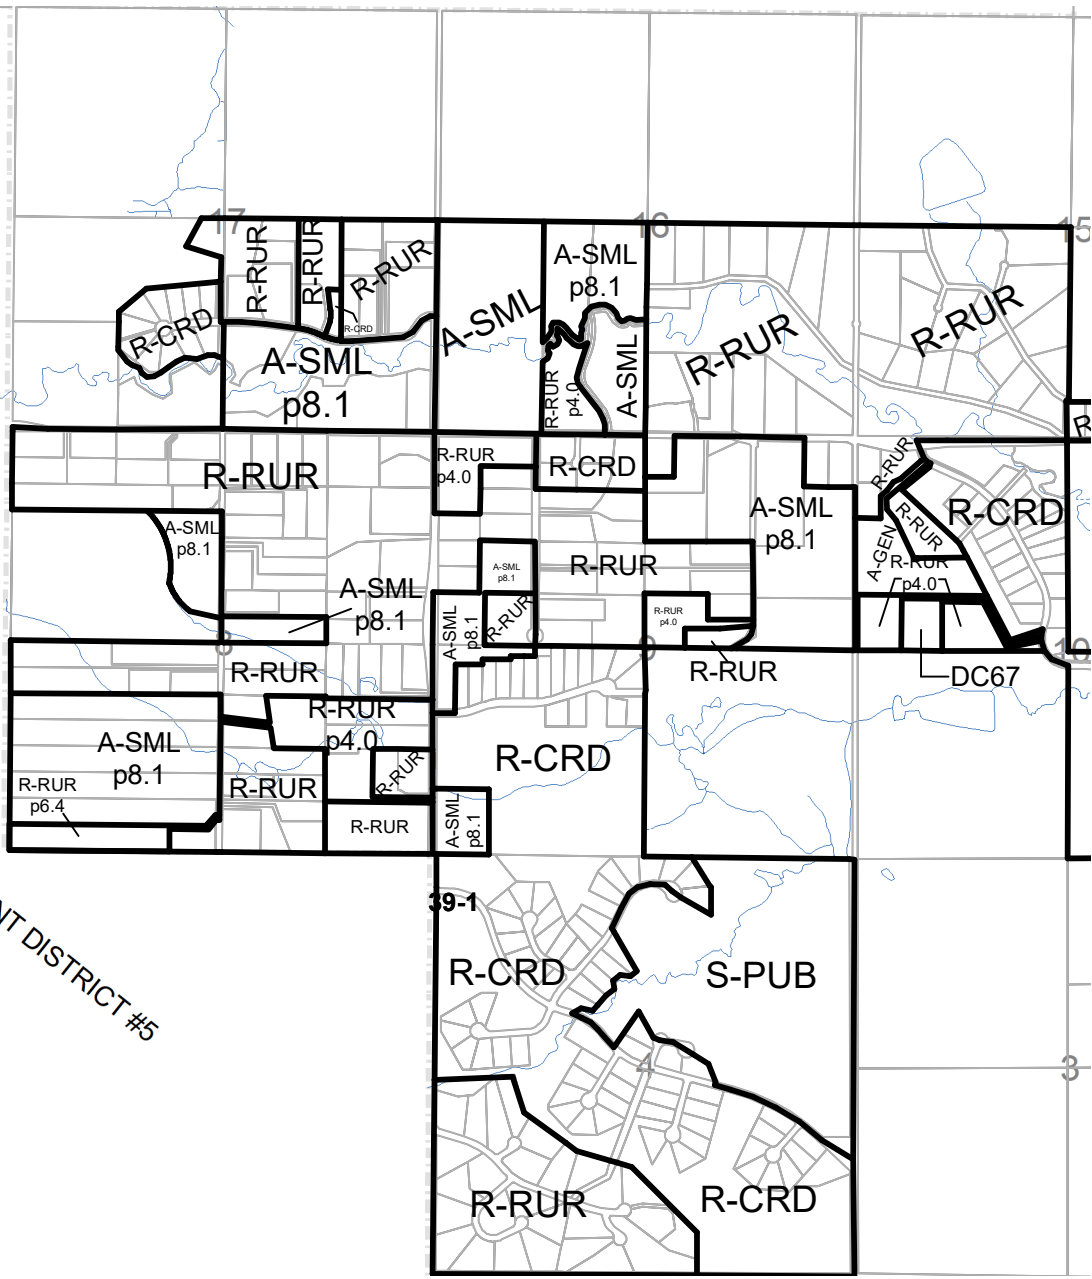 17
16
15
R-RUR
R-RUR
R-RUR
R-CRD
R-CRD
A-SML
p8.1
A-SML
A-SML
p8.1
R-RUR
p4.0
A-SML
R-RUR
R-RUR
R
R-RUR
R-RUR
p4.0
R-CRD
A-SML
p8.1
R-RUR
R-CRD
R-RUR
A-GEN
R-RUR
p4.0
A-SML
p8.1
A-SML
p8.1
A-SML
p8.1
R-RUR
R-RUR
A-SML
p8.1
R-RUR
p4.0
R-RUR
8
9
10
DC67
R-RUR
R-RUR
p4.0
A-SML
p8.1
R-RUR
R-RUR
R-CRD
R-RUR
p6.4
R-RUR
A-SML
p8.1
39-1
NT DISTRICT #5
R-CRD
S-PUB
4
3
R-RUR
R-CRD